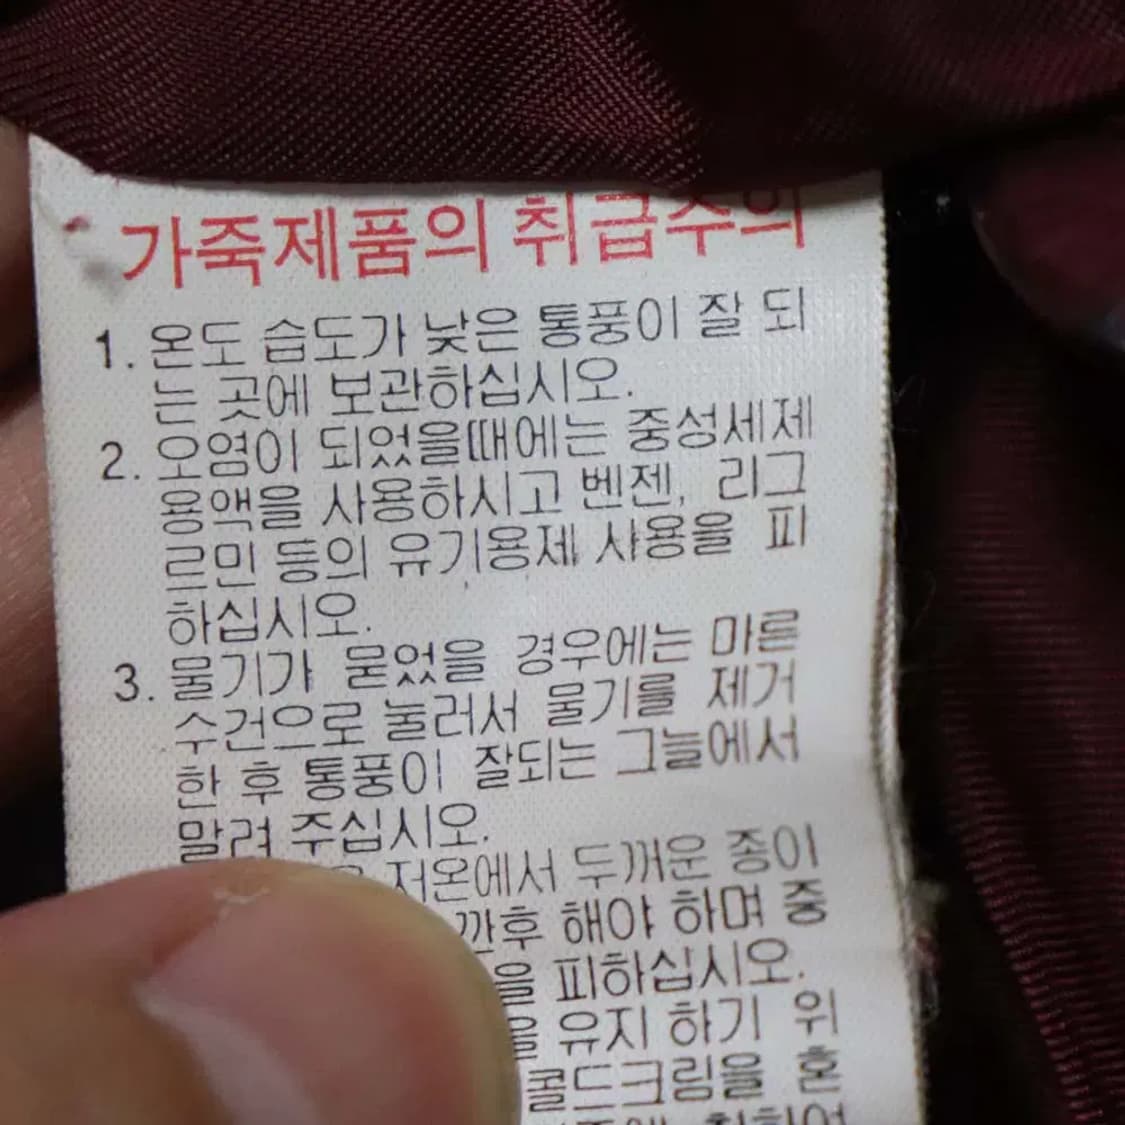 가죽제품의 취급주의
1. 온도 습도가 낮은 통풍이 잘 되
는 곳에 보관하십시오.
2. 오염이 되었을때에는 중성세제
용액을 사용하시고 벤젠, 리그
르민 등의 유기용제 사용을 피
하십시오.
3. 물기가 묻었을 경우에는 마른
수건으로 눌러서 물기를 제거
한 후 통풍이 잘되는 그늘에서
말려 주십시오.
저온에서 두꺼운 종이
깐후 해야 하며 중
을 피하십시오.
을 유지 하기 위
콜드크림을 혼